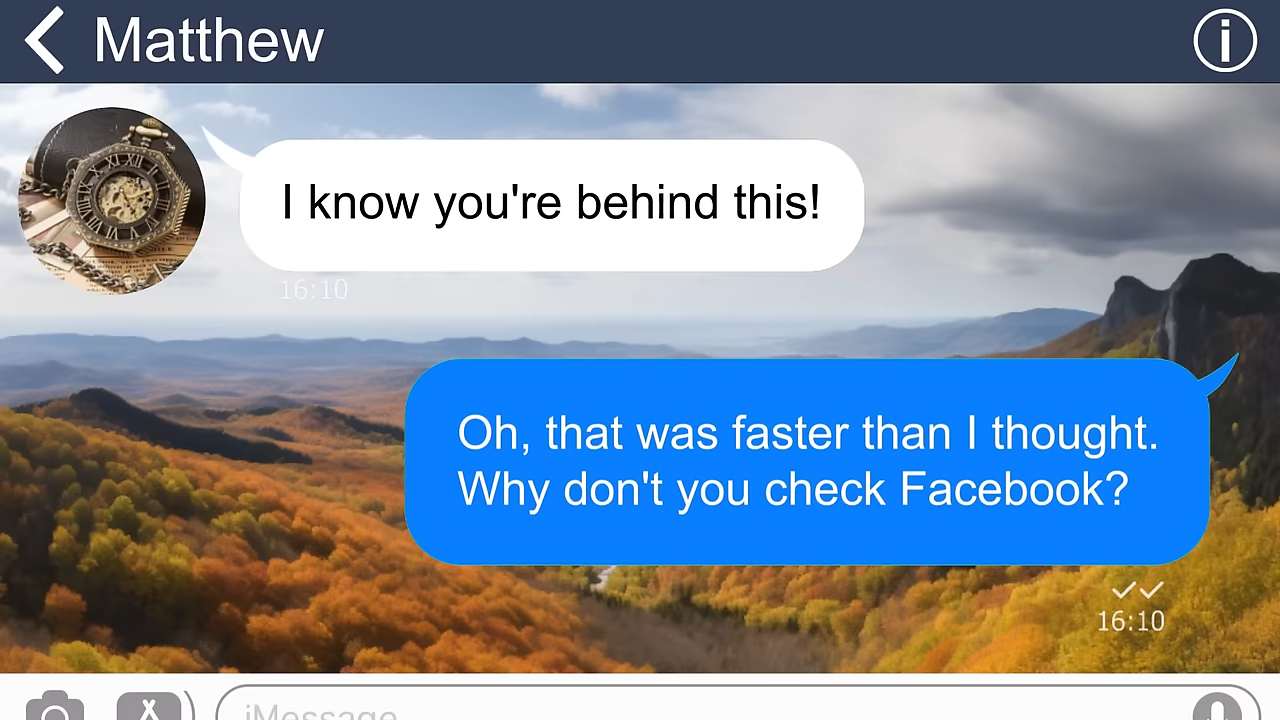 Matthew
I know you're behind this!
16:10
Oh, that was faster than I thought.
Why don't you check Facebook?
16:10
iMessage